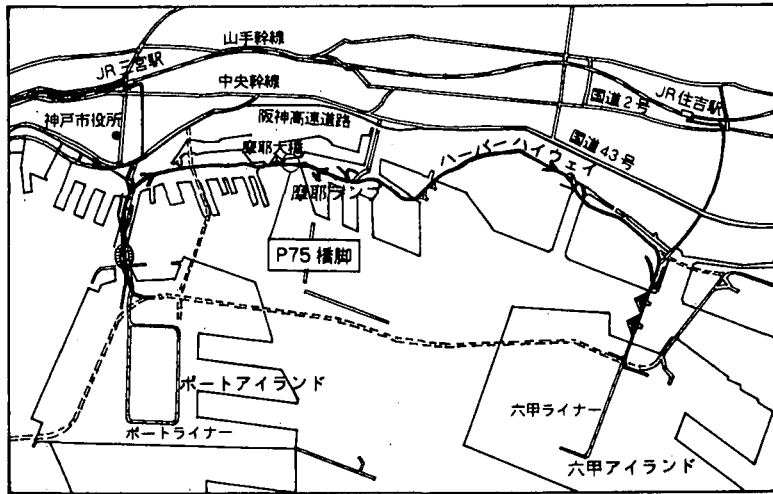 山手幹線
JR三宮駅
中央幹線
神戸市役所
阪神高速道路
摩耶大橋
摩耶ランプ
ハーバーハイウェイ
国道2号
JR住吉駅
国道43号
P75橋脚
ポートアイランド
ポートライナー
六甲ライナー
六甲アイランド